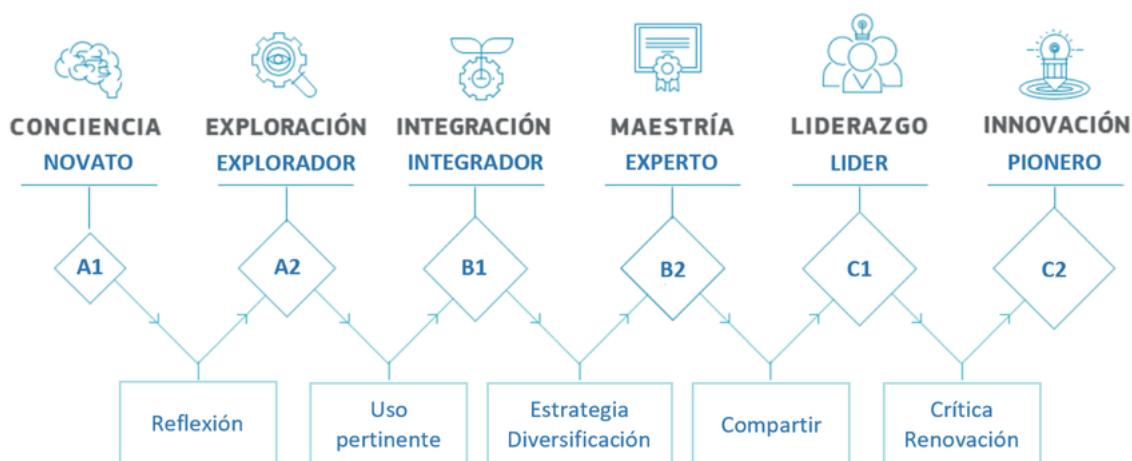 CONCIENCIA
NOVATO
EXPLORACIÓN
EXPLORADOR
INTEGRACIÓN
INTEGRADOR
MAESTRÍA
EXPERTO
LIDERAZGO
LIDER
INNOVACIÓN
PIONERO
A1
A2
B1
B2
C1
C2
Reflexión
Uso
pertinente
Estrategia
Diversificación
Compartir
Crítica
Renovación